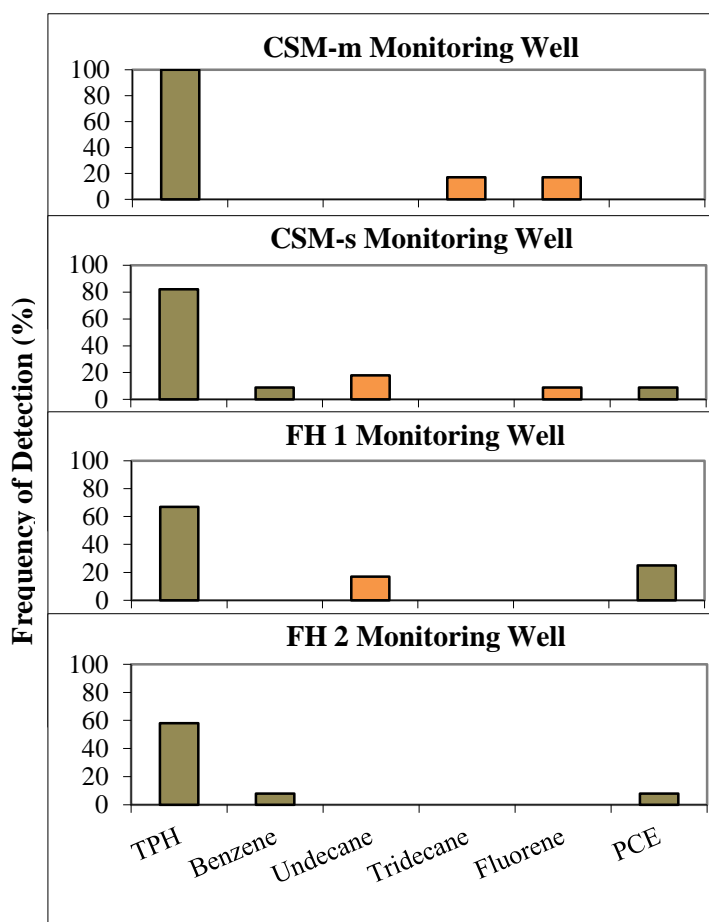 CSM-m Monitoring Well
100
80
60
40
20
0
CSM-s Monitoring Well
100
80
60
40
20
0
FH 1 Monitoring Well
100
80
60
40
20
0
FH 2 Monitoring Well
100
80
60
40
20
0
TPH
Benzene
Undecane
Tridecane
Fluorene
PCE
Frequency of Detection (%)